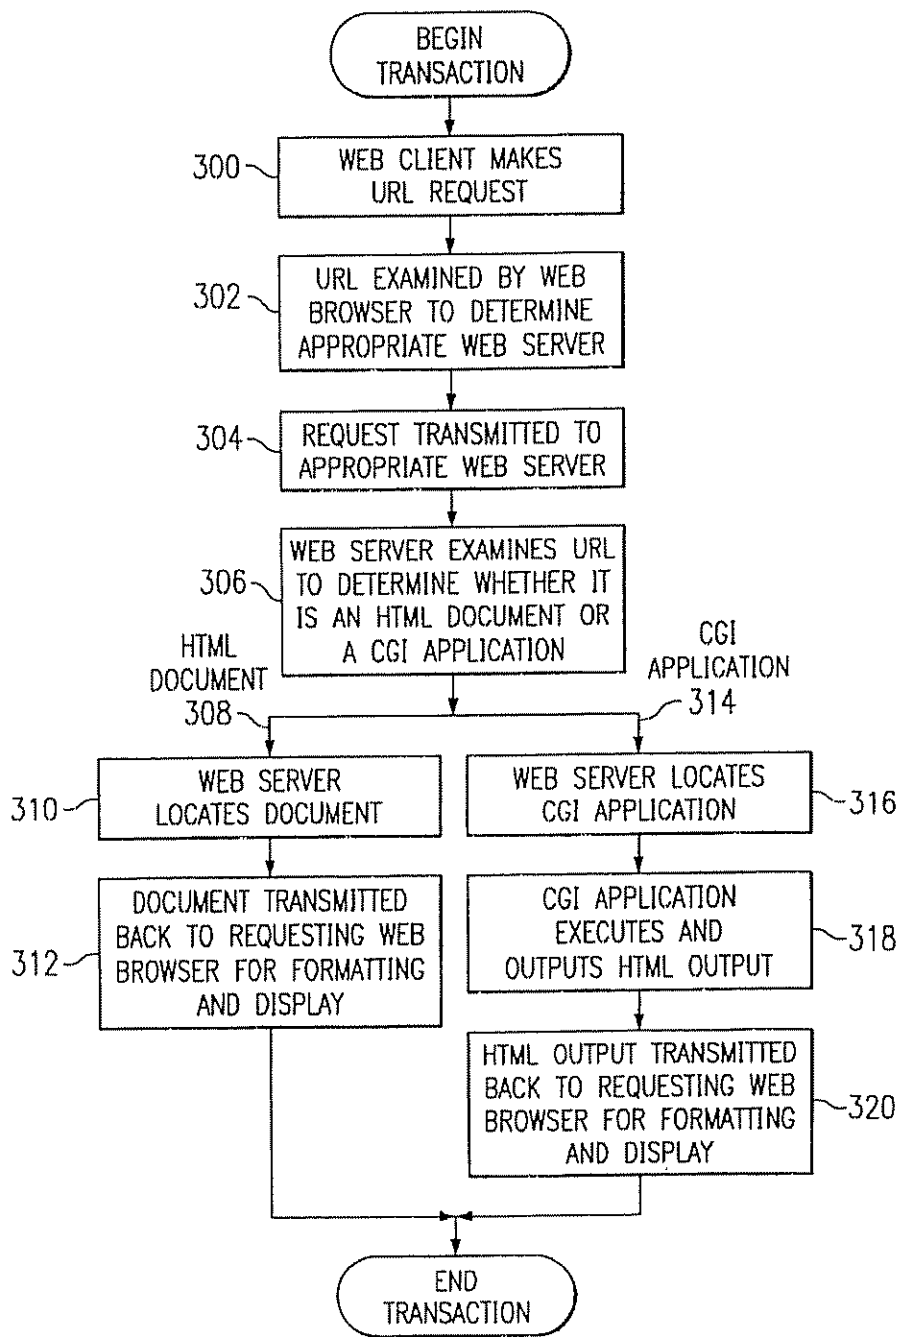 BEGIN
TRANSACTION
300
WEB CLIENT MAKES
URL REQUEST
302
URL EXAMINED BY WEB
BROWSER TO DETERMINE
APPROPRIATE WEB SERVER
304
REQUEST TRANSMITTED TO
APPROPRIATE WEB SERVER
306
WEB SERVER EXAMINES URL
TO DETERMINE WHETHER IT
IS AN HTML DOCUMENT OR
A CGI APPLICATION
HTML
DOCUMENT
308
CGI
APPLICATION
314
310
WEB SERVER
LOCATES DOCUMENT
WEB SERVER LOCATES
CGI APPLICATION
316
312
DOCUMENT TRANSMITTED
BACK TO REQUESTING WEB
BROWSER FOR FORMATTING
AND DISPLAY
CGI APPLICATION
EXECUTES AND
OUTPUTS HTML OUTPUT
318
HTML OUTPUT TRANSMITTED
BACK TO REQUESTING WEB
BROWSER FOR FORMATTING
AND DISPLAY
320
END
TRANSACTION